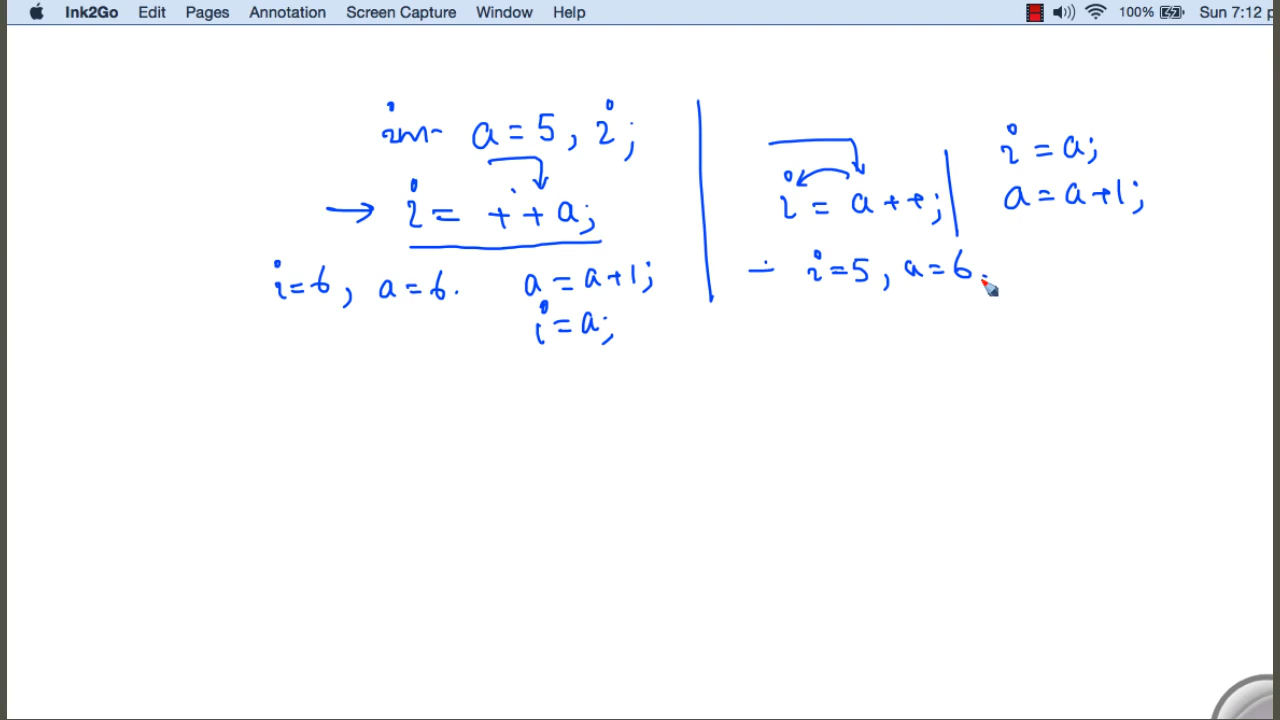 Ink2Go Edit Pages Annotation Screen Capture Window Help 100% Sun 7:12 p
int a = 5, i;
i = ++a;
i=6, a=6.
a = a+1;
i = a;
i = a++;
i=5, a=6.
i = a;
a = a+1;